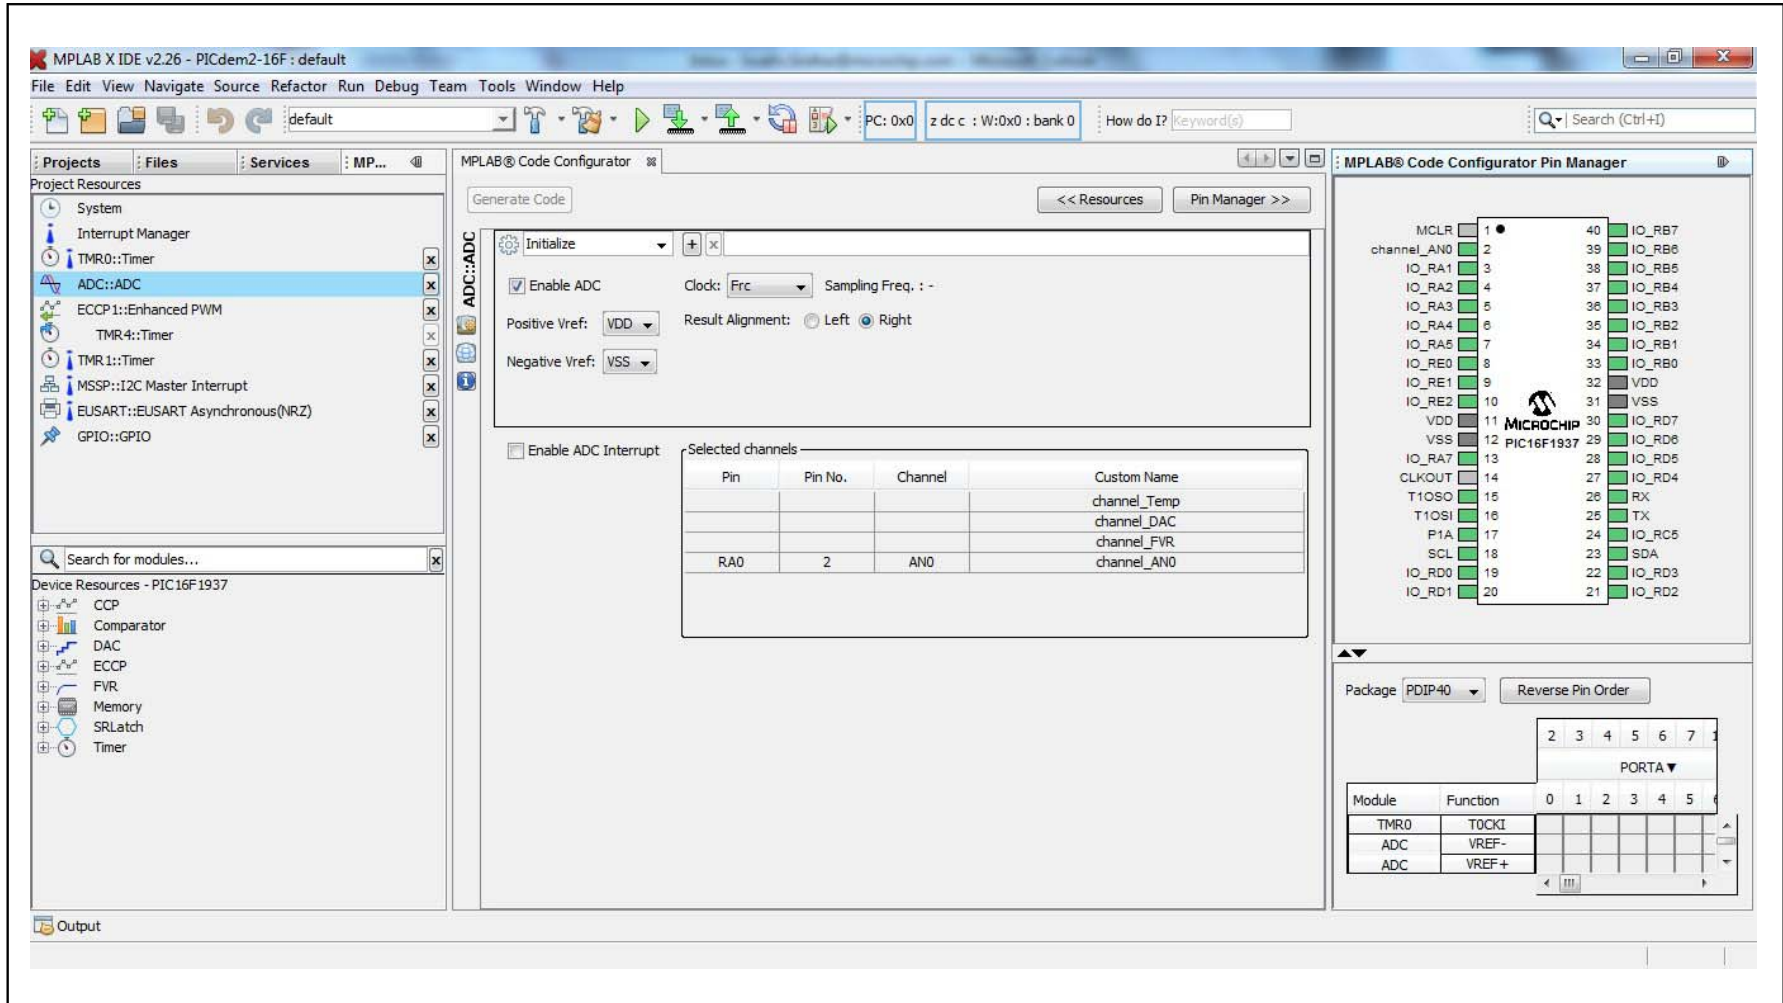 MPLAB X IDE v2.26 - PICdem2-16F : default
File Edit View Navigate Source Refactor Run Debug Team Tools Window Help
default
PC: 0x0
z dc c : W:0x0 : bank 0
How do I? Keyword(s)
Search (Ctrl+I)
Projects Files Services MP...
Project Resources
System
Interrupt Manager
TMR0::Timer
ADC::ADC
ECCP1::Enhanced PWM
TMR4::Timer
TMR1::Timer
MSSP::I2C Master Interrupt
EUSART::EUSART Asynchronous(NRZ)
GPIO::GPIO
Search for modules...
Device Resources - PIC16F1937
CCP
Comparator
DAC
ECCP
FVR
Memory
SRLatch
Timer
MPLAB® Code Configurator
Generate Code
<< Resources
Pin Manager >>
ADC::ADC
Initialize
Enable ADC
Clock: Frc
Sampling Freq. : -
Positive Vref: VDD
Result Alignment: Left Right
Negative Vref: VSS
Enable ADC Interrupt
Selected channels
Pin Pin No. Channel Custom Name
channel_Temp
channel_DAC
channel_FVR
RA0 2 AN0 channel_AN0
MPLAB® Code Configurator Pin Manager
MCLR 1 40 IO_RB7
channel_AN0 2 39 IO_RB6
IO_RA1 3 38 IO_RB5
IO_RA2 4 37 IO_RB4
IO_RA3 5 36 IO_RB3
IO_RA4 6 35 IO_RB2
IO_RA5 7 34 IO_RB1
IO_RE0 8 33 IO_RB0
IO_RE1 9 32 VDD
IO_RE2 10 31 VSS
VDD 11 MICROCHIP 30 IO_RD7
VSS 12 PIC16F1937 29 IO_RD6
IO_RA7 13 28 IO_RD5
CLKOUT 14 27 IO_RD4
T1OSO 15 26 RX
T1OSI 16 25 TX
P1A 17 24 IO_RC5
SCL 18 23 SDA
IO_RD0 19 22 IO_RD3
IO_RD1 20 21 IO_RD2
Package PDIP40
Reverse Pin Order
2 3 4 5 6 7 1
PORTA▼
Module Function 0 1 2 3 4 5 6
TMR0 T0CKI
ADC VREF-
ADC VREF+
Output